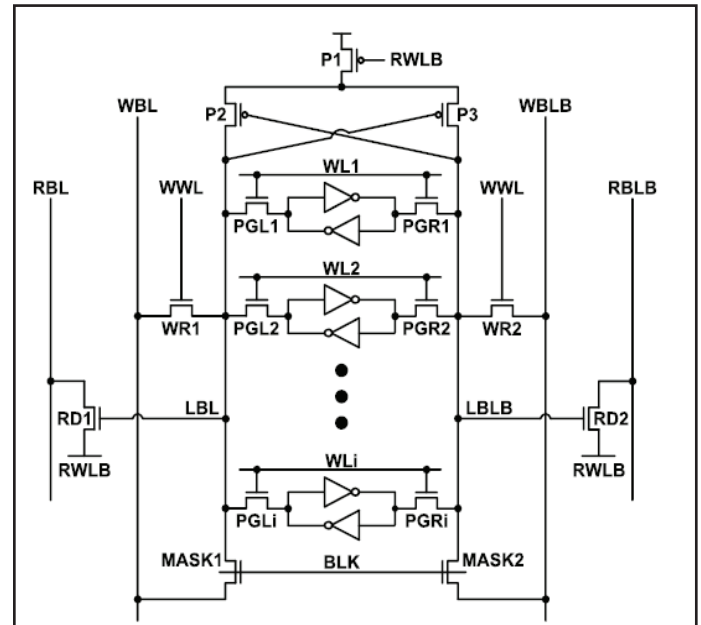 P1 RWLB
WBL P2 P3 WBLB
RBL WWL WL1 WWL RBLB
PGL1 PGR1
WL2
WR1 PGL2 PGR2 WR2
RD1 LBL LBLB RD2
RWLB WLi RWLB
PGLi PGRi
MASK1 BLK MASK2